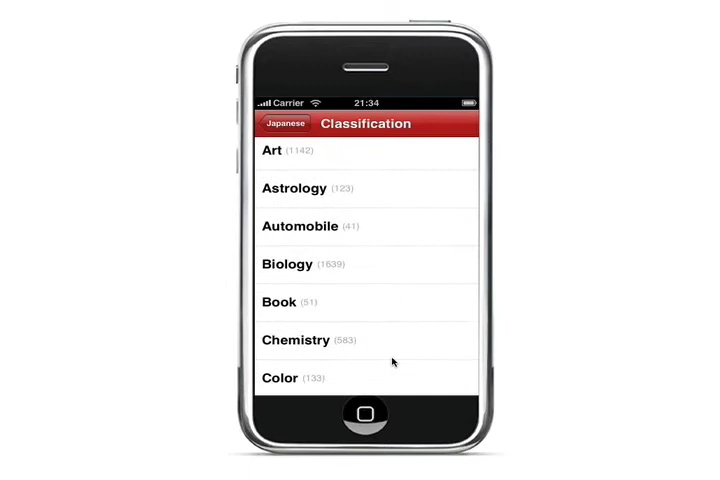 Carrier 21:34
Japanese Classification
Art (1142)
Astrology (123)
Automobile (41)
Biology (1639)
Book (51)
Chemistry (583)
Color (133)